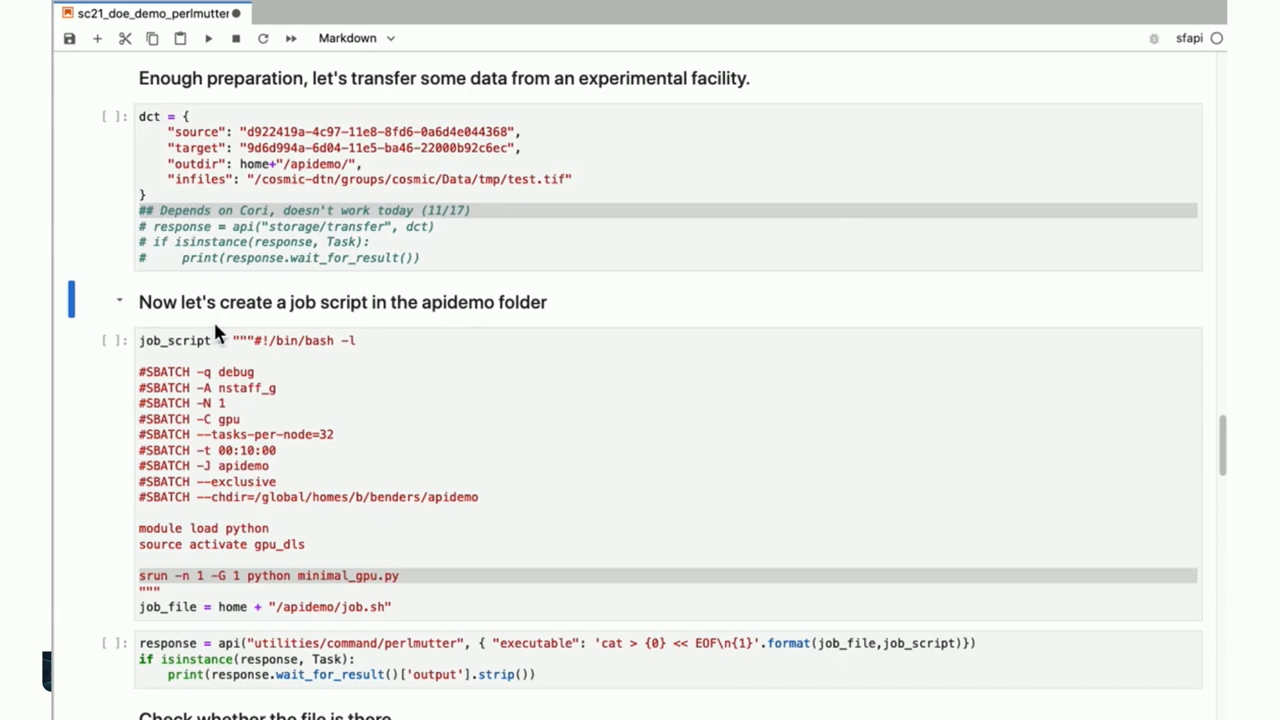 sc21_doe_demo_perlmutter
Markdown
sfapi
Enough preparation, let's transfer some data from an experimental facility.
[ ]: dct = {
"source": "d922419a-4c97-11e8-8fd6-0a6d4e044368",
"target": "9d6d994a-6d04-11e5-ba46-22000b92c6ec",
"outdir": home+"/apidemo/",
"infiles": "/cosmic-dtn/groups/cosmic/Data/tmp/test.tif"
}
## Depends on Cori, doesn't work today (11/17)
# response = api("storage/transfer", dct)
# if isinstance(response, Task):
#     print(response.wait_for_result())
Now let's create a job script in the apidemo folder
[ ]: job_script """#!/bin/bash -l
#SBATCH -q debug
#SBATCH -A nstaff_g
#SBATCH -N 1
#SBATCH -C gpu
#SBATCH --tasks-per-node=32
#SBATCH -t 00:10:00
#SBATCH -J apidemo
#SBATCH --exclusive
#SBATCH --chdir=/global/homes/b/benders/apidemo
module load python
source activate gpu_dls
srun -n 1 -G 1 python minimal_gpu.py
"""
job_file = home + "/apidemo/job.sh"
[ ]: response = api("utilities/command/perlmutter", { "executable": 'cat > {0} << EOF\n{1}'.format(job_file,job_script)})
if isinstance(response, Task):
print(response.wait_for_result()['output'].strip())
Check whether the file is there